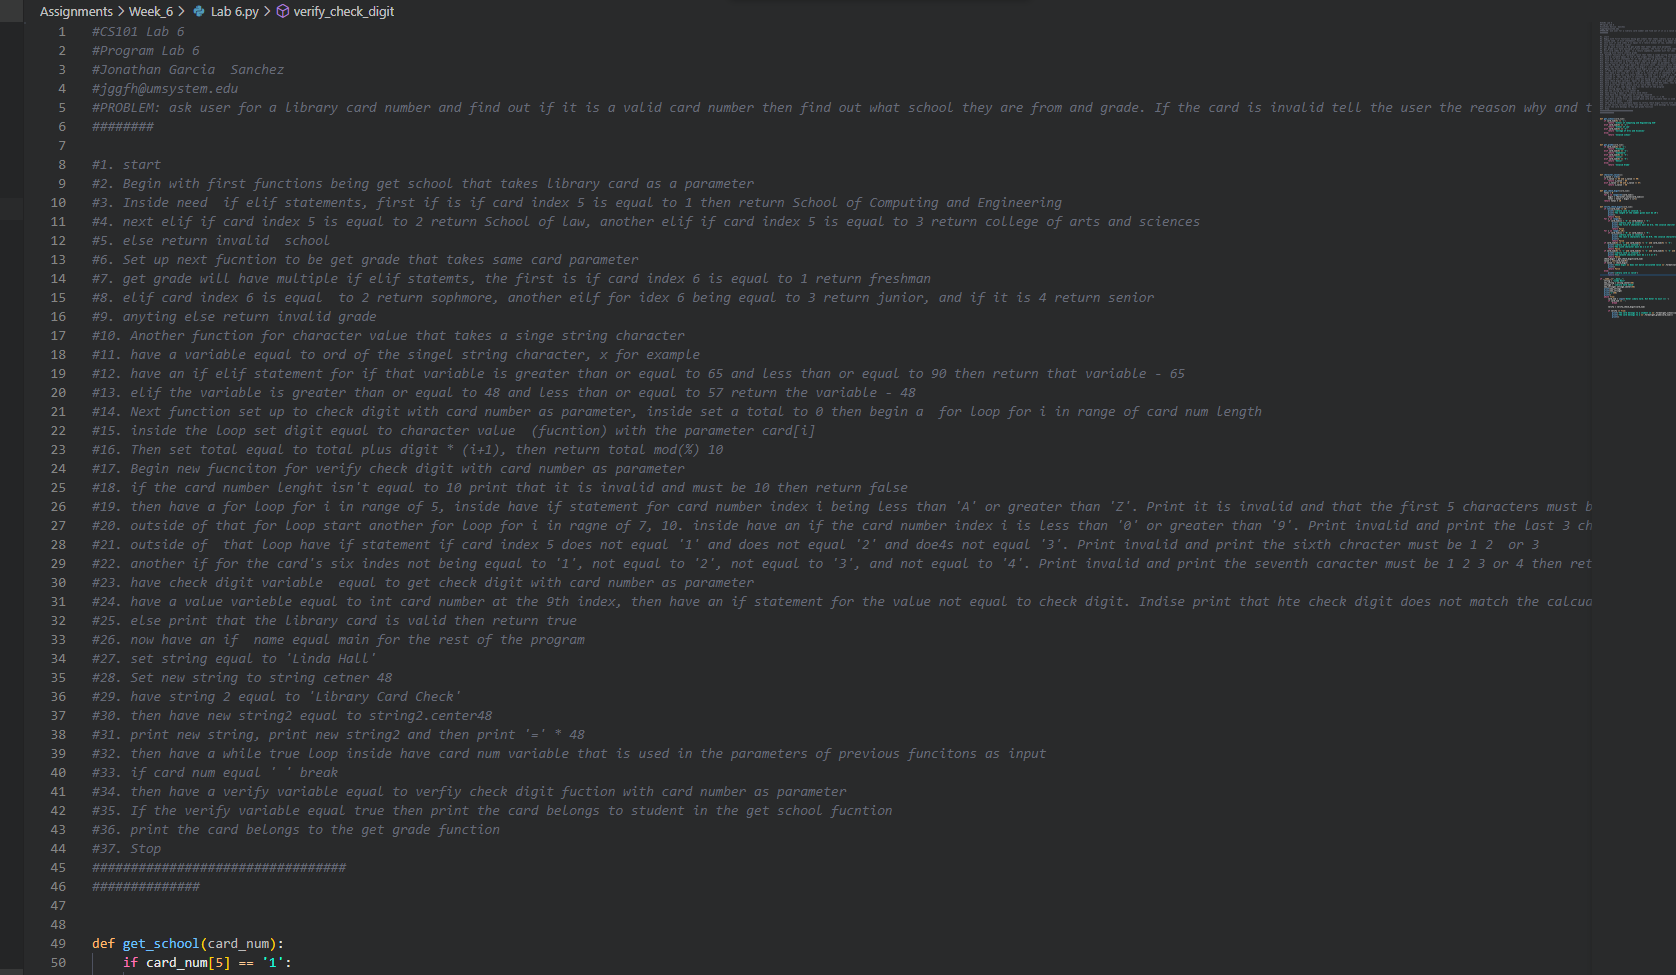 Assignments > Week_6 > Lab 6.py > verify_check_digit
1 #CS101 Lab 6
2 #Program Lab 6
3 #Jonathan Garcia  Sanchez
4 #jggfh@umsystem.edu
5 #PROBLEM: ask user for a library card number and find out if it is a valid card number then find out what school they are from and grade. If the card is invalid tell the user the reason why and t
6 ########
7
8 #1. start
9 #2. Begin with first functions being get school that takes library card as a parameter
10 #3. Inside need  if elif statements, first if is if card index 5 is equal to 1 then return School of Computing and Engineering
11 #4. next elif if card index 5 is equal to 2 return School of law, another elif if card index 5 is equal to 3 return college of arts and sciences
12 #5. else return invalid  school
13 #6. Set up next fucntion to be get grade that takes same card parameter
14 #7. get grade will have multiple if elif statemts, the first is if card index 6 is equal to 1 return freshman
15 #8. elif card index 6 is equal  to 2 return sophmore, another eilf for idex 6 being equal to 3 return junior, and if it is 4 return senior
16 #9. anyting else return invalid grade
17 #10. Another function for character value that takes a singe string character
18 #11. have a variable equal to ord of the singel string character, x for example
19 #12. have an if elif statement for if that variable is greater than or equal to 65 and less than or equal to 90 then return that variable - 65
20 #13. elif the variable is greater than or equal to 48 and less than or equal to 57 return the variable - 48
21 #14. Next function set up to check digit with card number as parameter, inside set a total to 0 then begin a  for loop for i in range of card num length
22 #15. inside the loop set digit equal to character value  (fucntion) with the parameter card[i]
23 #16. Then set total equal to total plus digit * (i+1), then return total mod(%) 10
24 #17. Begin new fucnciton for verify check digit with card number as parameter
25 #18. if the card number lenght isn't equal to 10 print that it is invalid and must be 10 then return false
26 #19. then have a for loop for i in range of 5, inside have if statement for card number index i being less than 'A' or greater than 'Z'. Print it is invalid and that the first 5 characters must b
27 #20. outside of that for loop start another for loop for i in ragne of 7, 10. inside have an if the card number index i is less than '0' or greater than '9'. Print invalid and print the last 3 ch
28 #21. outside of  that loop have if statement if card index 5 does not equal '1' and does not equal '2' and doe4s not equal '3'. Print invalid and print the sixth chracter must be 1 2  or 3
29 #22. another if for the card's six indes not being equal to '1', not equal to '2', not equal to '3', and not equal to '4'. Print invalid and print the seventh caracter must be 1 2 3 or 4 then ret
30 #23. have check digit variable  equal to get check digit with card number as parameter
31 #24. have a value varieble equal to int card number at the 9th index, then have an if statement for the value not equal to check digit. Indise print that hte check digit does not match the calcua
32 #25. else print that the library card is valid then return true
33 #26. now have an if  name equal main for the rest of the program
34 #27. set string equal to 'Linda Hall'
35 #28. Set new string to string cetner 48
36 #29. have string 2 equal to 'Library Card Check'
37 #30. then have new string2 equal to string2.center48
38 #31. print new string, print new string2 and then print '=' * 48
39 #32. then have a while true loop inside have card num variable that is used in the parameters of previous funcitons as input
40 #33. if card num equal ' ' break
41 #34. then have a verify variable equal to verfiy check digit fuction with card number as parameter
42 #35. If the verify variable equal true then print the card belongs to student in the get school fucntion
43 #36. print the card belongs to the get grade function
44 #37. Stop
45 #################################
46 ##############
47
48
49 def get_school(card_num):
50     if card_num[5] == '1':